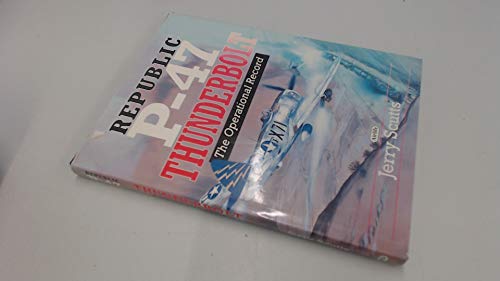 REPUBLIC
P-47
THUNDERBOLT
The Operational Record
Jerry Scutts